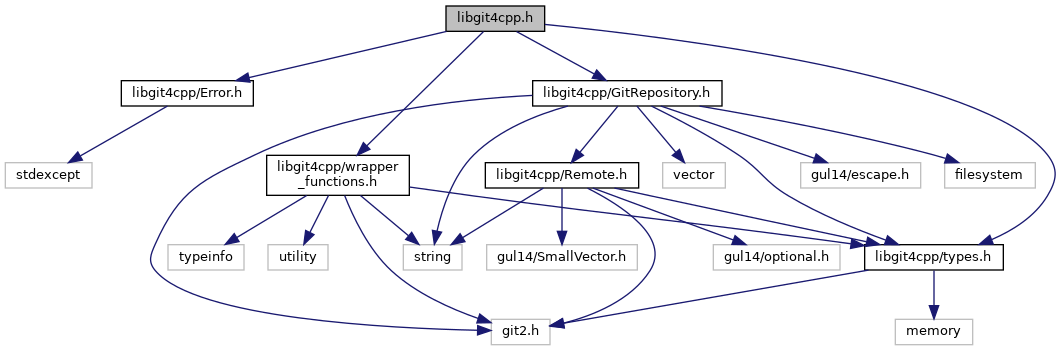 libgit4cpp.h
libgit4cpp/Error.h
libgit4cpp/GitRepository.h
stdexcept
libgit4cpp/wrapper
_functions.h
libgit4cpp/Remote.h
vector
gul14/escape.h
filesystem
typeinfo
utility
string
gul14/SmallVector.h
gul14/optional.h
libgit4cpp/types.h
git2.h
memory